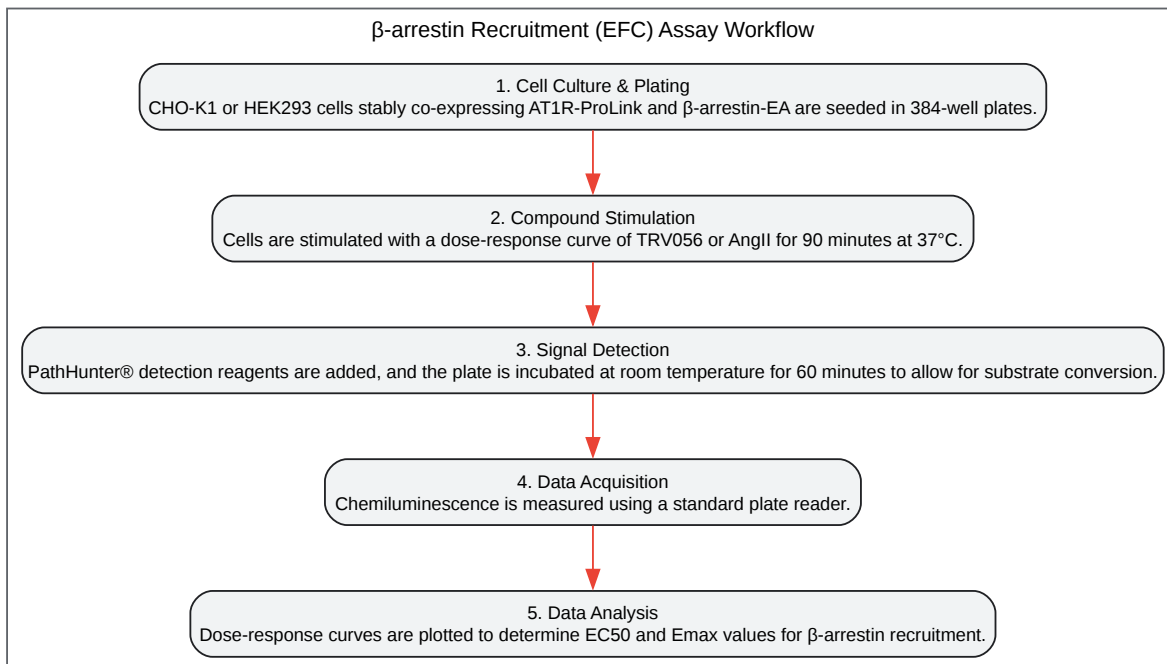 β-arrestin Recruitment (EFC) Assay Workflow
1. Cell Culture & Plating
CHO-K1 or HEK293 cells stably co-expressing AT1R-ProLink and β-arrestin-EA are seeded in 384-well plates.
2. Compound Stimulation
Cells are stimulated with a dose-response curve of TRV056 or AngII for 90 minutes at 37°C.
3. Signal Detection
PathHunter® detection reagents are added, and the plate is incubated at room temperature for 60 minutes to allow for substrate conversion.
4. Data Acquisition
Chemiluminescence is measured using a standard plate reader.
5. Data Analysis
Dose-response curves are plotted to determine EC50 and Emax values for β-arrestin recruitment.